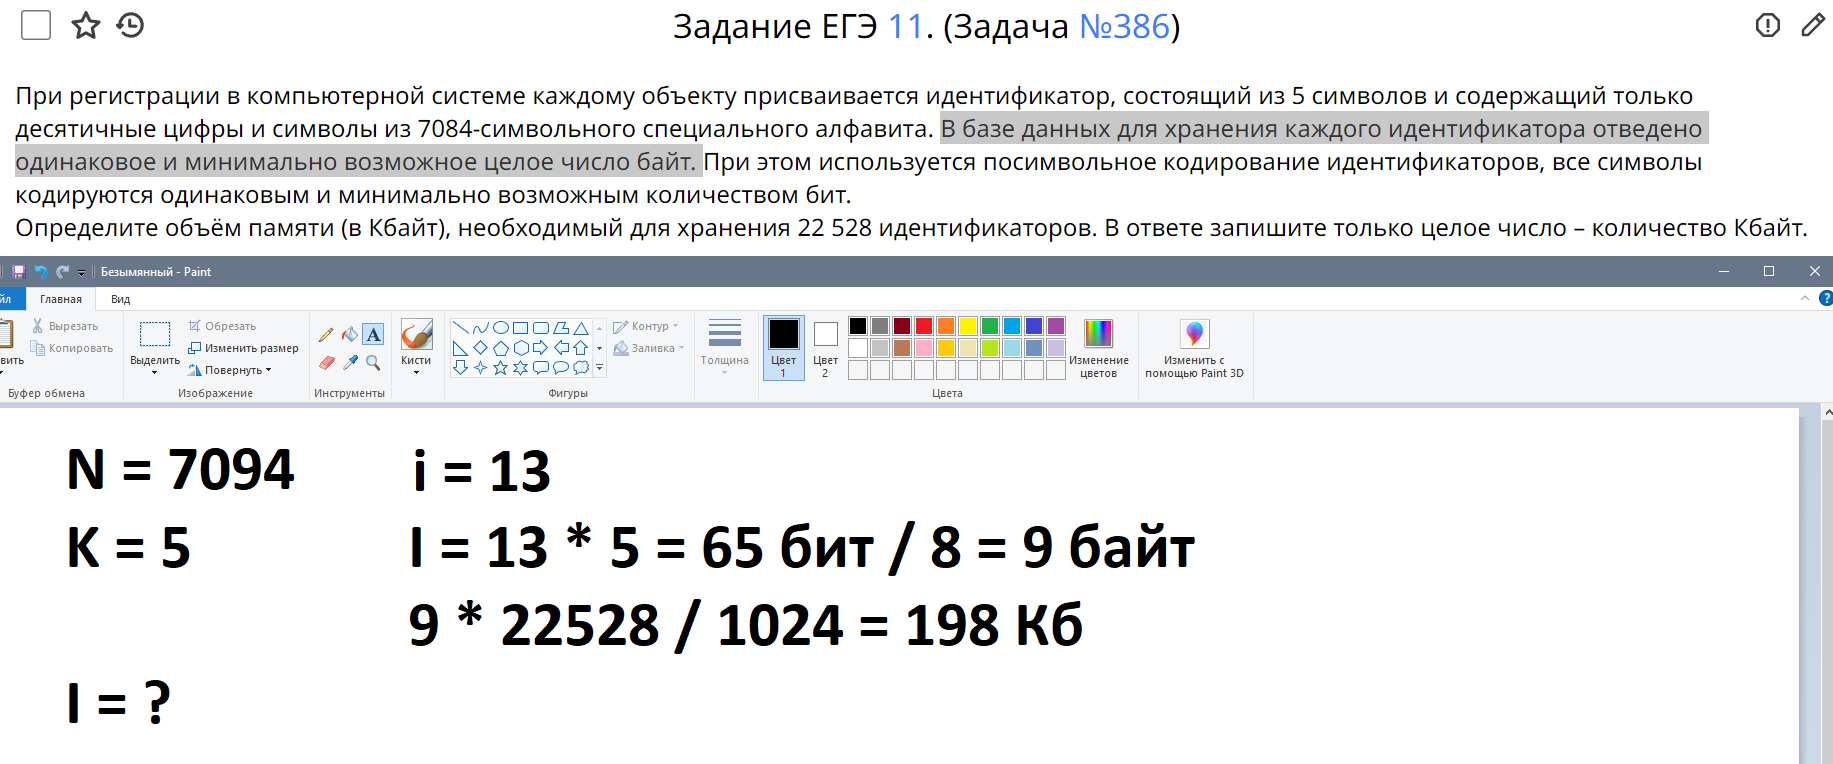 Задание ЕГЭ 11. (Задача №386)
При регистрации в компьютерной системе каждому объекту присваивается идентификатор, состоящий из 5 символов и содержащий только
десятичные цифры и символы из 7084-символьного специального алфавита. В базе данных для хранения каждого идентификатора отведено
одинаковое и минимально возможное целое число байт. При этом используется посимвольное кодирование идентификаторов, все символы
кодируются одинаковым и минимально возможным количеством бит.
Определите объём памяти (в Кбайт), необходимый для хранения 22 528 идентификаторов. В ответе запишите только целое число – количество Кбайт.
Безымянный - Paint
йл Главная Вид
Вырезать
Копировать
вить
Буфер обмена
Выделить
Обрезать
Изменить размер
Повернуть
Изображение
A
Инструменты
Кисти
Контур
Заливка
Фигуры
Толщина
Цвет 1
Цвет 2
Изменение цветов
Цвета
Изменить с помощью Paint 3D
N = 7094 i = 13
K = 5 I = 13 * 5 = 65 бит / 8 = 9 байт
9 * 22528 / 1024 = 198 Кб
I = ?